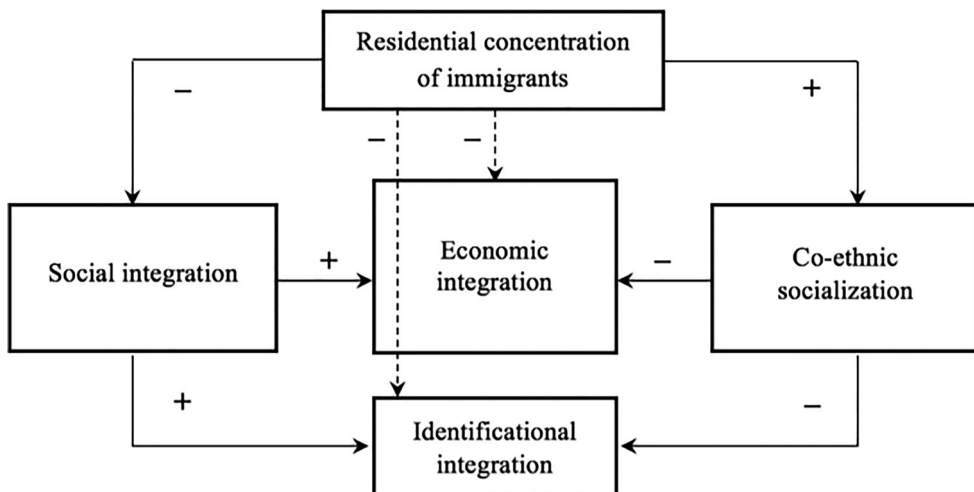 Residential concentration
of immigrants
−
+
−
−
Social integration
+
Economic
integration
−
Co-ethnic
socialization
+
−
Identificational
integration